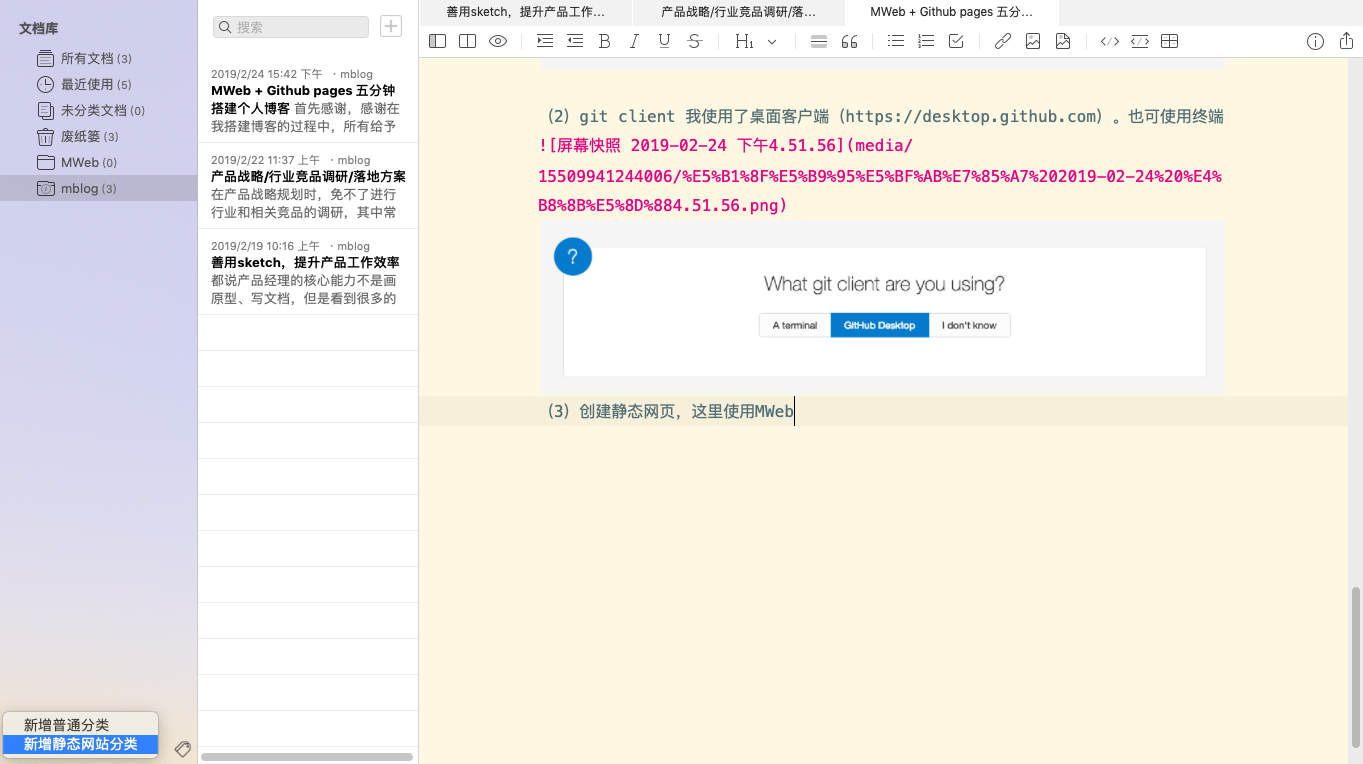 文档库
所有文档 (3)
最近使用 (5)
未分类文档 (0)
废纸篓 (3)
MWeb (0)
mblog (3)
新增普通分类
新增静态网站分类
搜索
2019/2/24 15:42 下午 · mblog
MWeb + Github pages 五分钟
搭建个人博客 首先感谢，感谢在
我搭建博客的过程中，所有给予
2019/2/22 11:37 上午 · mblog
产品战略/行业竞品调研/落地方案
在产品战略规划时，免不了进行
行业和相关竞品的调研，其中常
2019/2/19 10:16 上午 · mblog
善用sketch，提升产品工作效率
都说产品经理的核心能力不是画
原型、写文档，但是看到很多的
善用sketch，提升产品工作...
产品战略/行业竞品调研/落...
MWeb + Github pages 五分...
B I U S H1
（2）git client 我使用了桌面客户端（https://desktop.github.com）。也可使用终端
![屏幕快照 2019-02-24 下午4.51.56](media/
15509941244006/%E5%B1%8F%E5%B9%95%E5%BF%AB%E7%85%A7%202019-02-24%20%E4%
B8%8B%E5%8D%884.51.56.png)
?
What git client are you using?
A terminal
GitHub Desktop
I don't know
（3）创建静态网页，这里使用MWeb